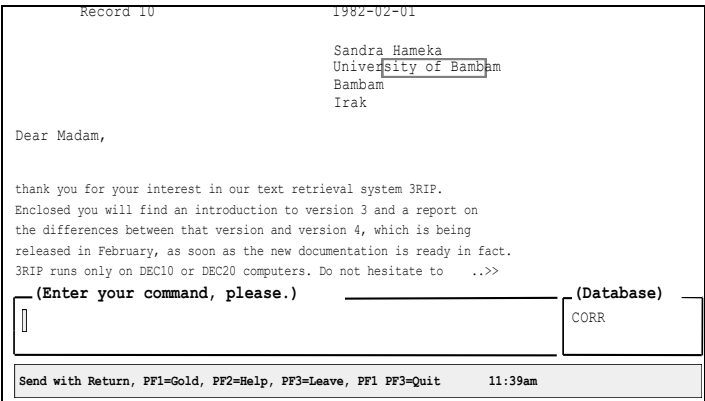 Record 10 1982-02-01
Sandra Hameka
University of Bambam
Bambam
Irak
Dear Madam,
thank you for your interest in our text retrieval system 3RIP.
Enclosed you will find an introduction to version 3 and a report on
the differences between that version and version 4, which is being
released in February, as soon as the new documentation is ready in fact.
3RIP runs only on DEC10 or DEC20 computers. Do not hesitate to ..>>
(Enter your command, please.) (Database)
CORR
Send with Return, PF1=Gold, PF2=Help, PF3=Leave, PF1 PF3=Quit 11:39am